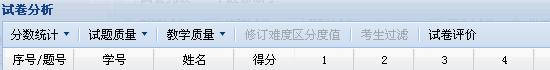 试卷分析
分数统计 试题质量 教学质量 修订难度区分度值 考生过滤 试卷评价
序号/题号 学号 姓名 得分 1 2 3 4